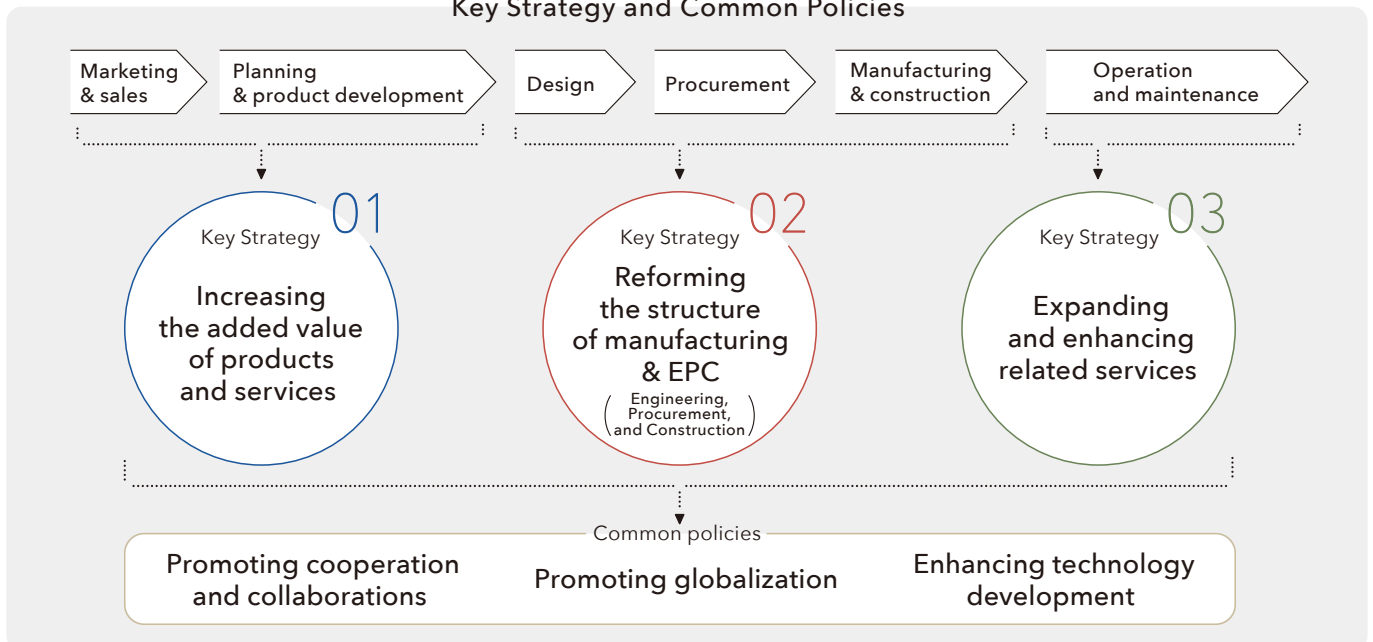 Key Strategy and Common Policies
Marketing
& sales
Planning
& product development
Design
Procurement
Manufacturing
& construction
Operation
and maintenance
01
Key Strategy
Increasing
the added value
of products
and services
02
Key Strategy
Reforming
the structure
of manufacturing
& EPC
(Engineering,
Procurement,
and Construction)
03
Key Strategy
Expanding
and enhancing
related services
Common policies
Promoting cooperation
and collaborations
Promoting globalization
Enhancing technology
development